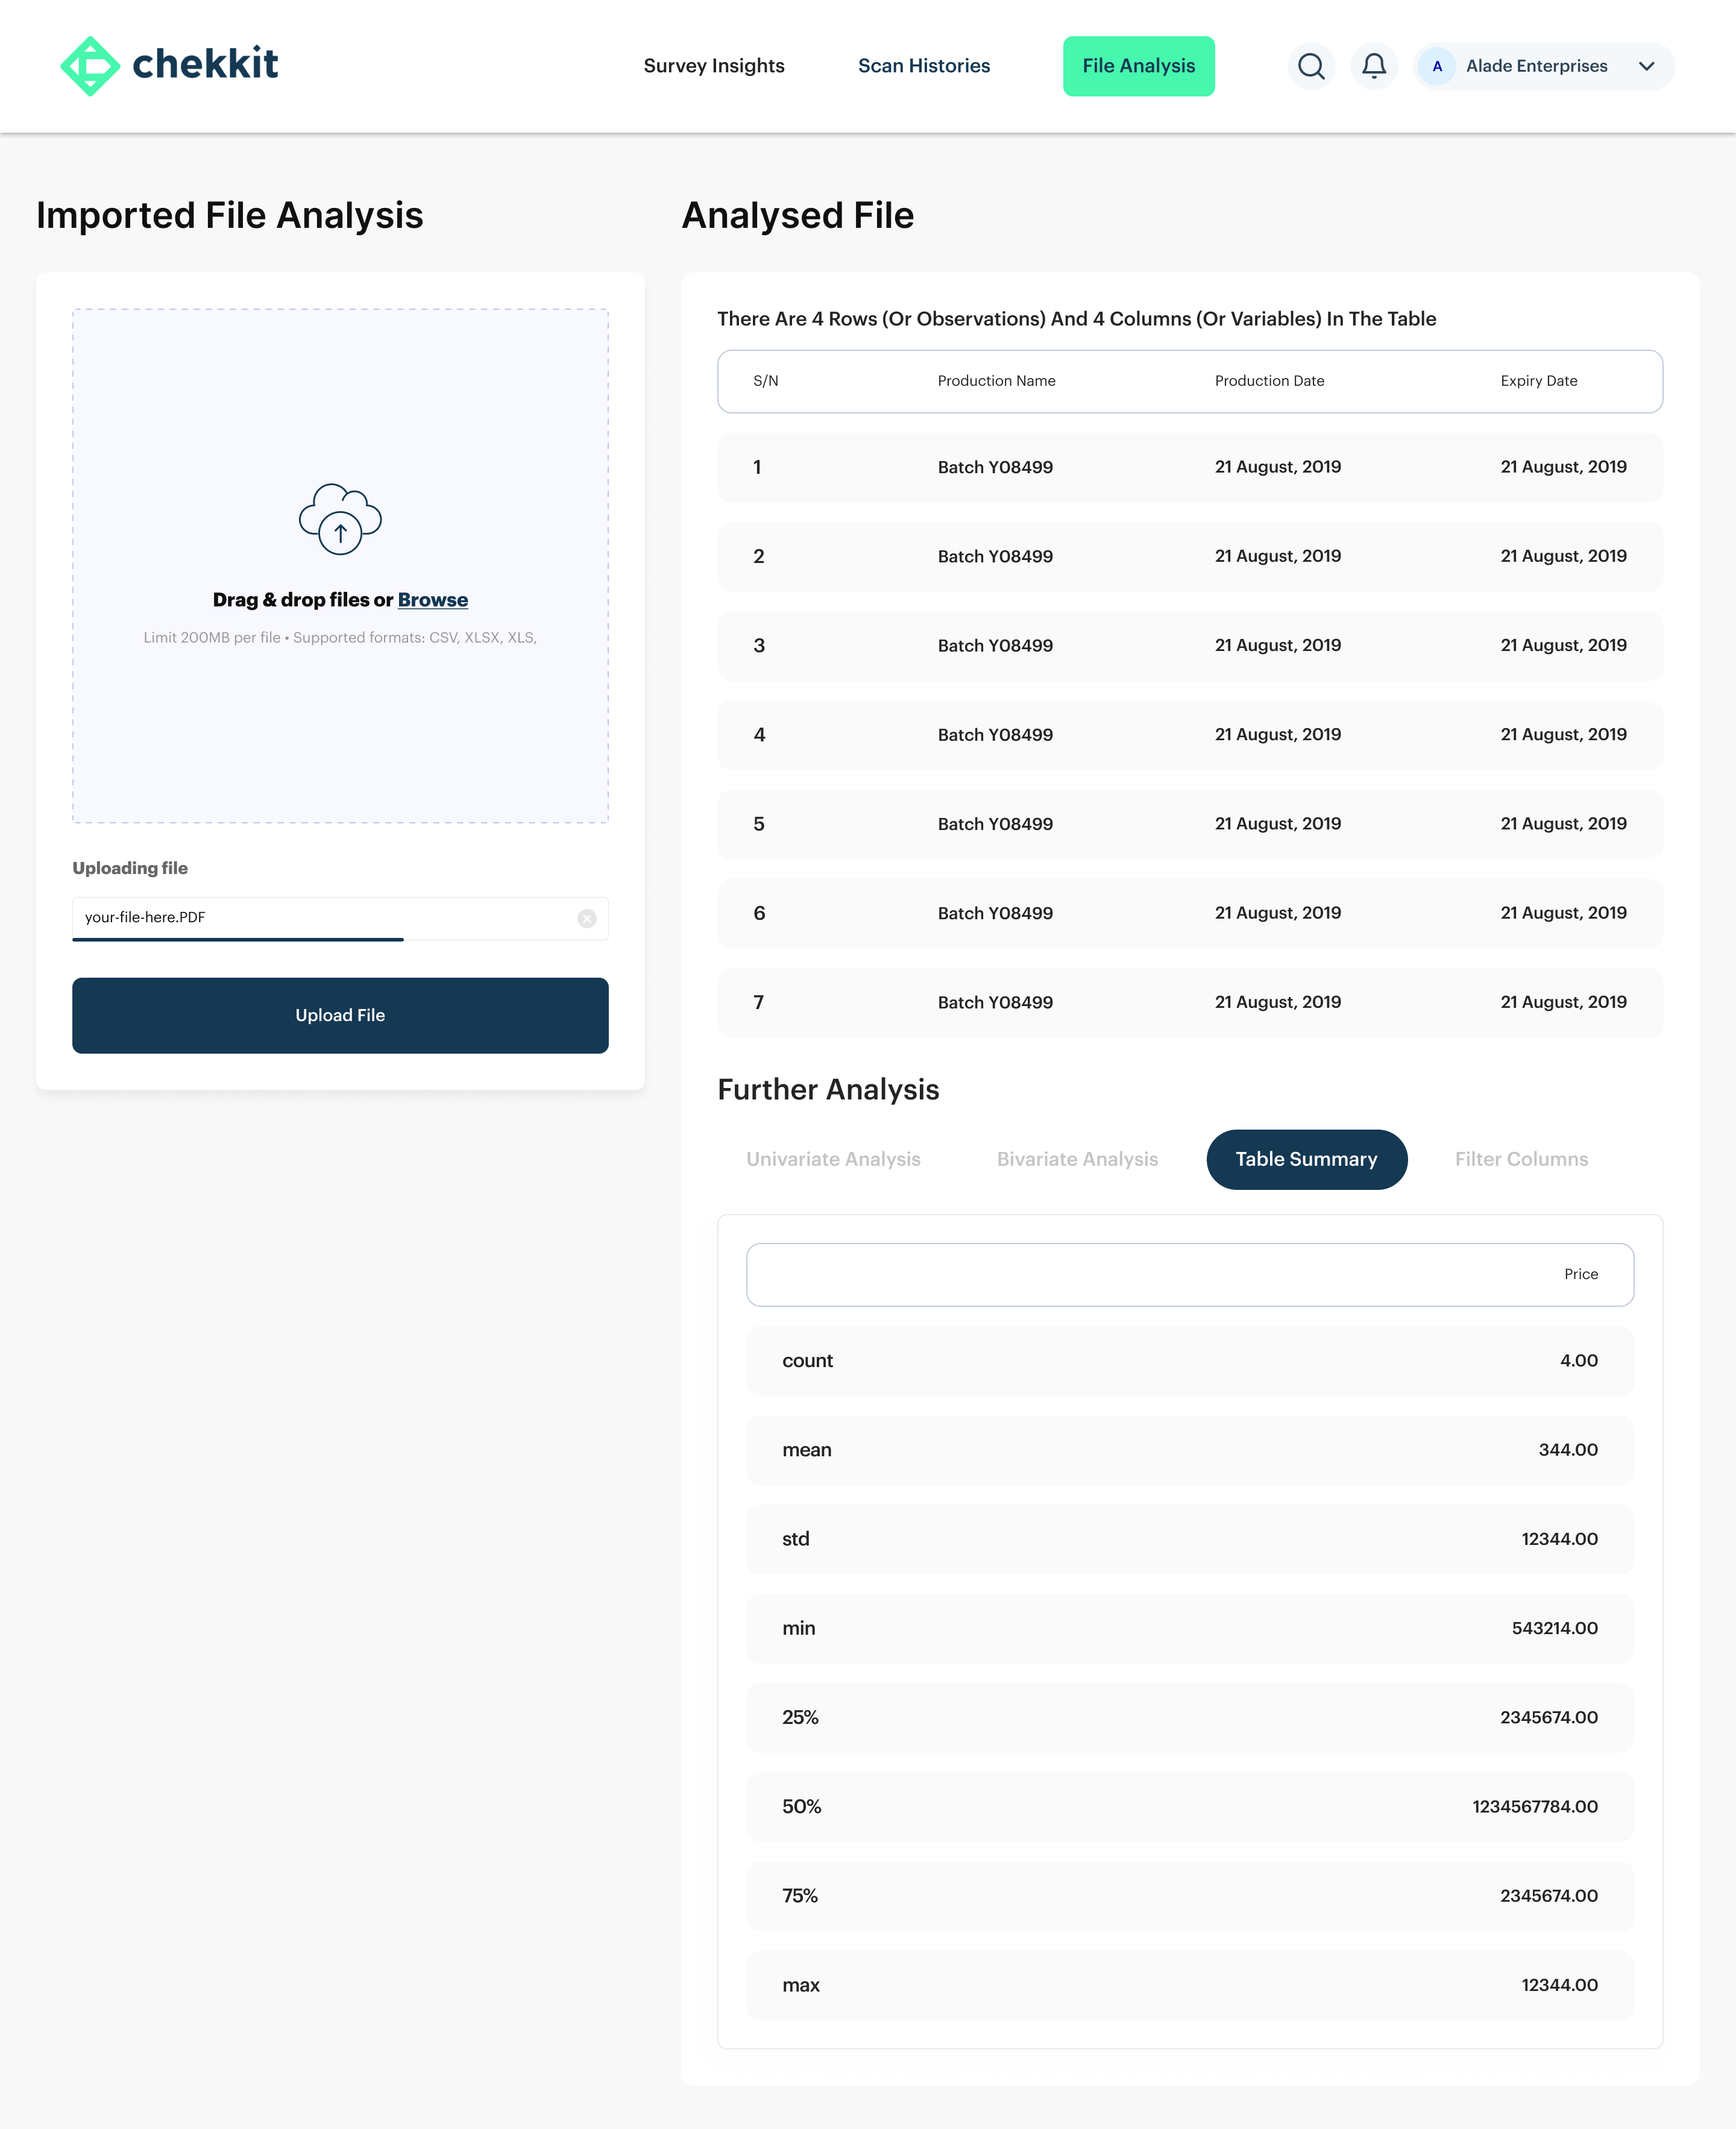 chekkit
Survey Insights
Scan Histories
File Analysis
A
Alade Enterprises
Imported File Analysis
Drag & drop files or Browse
Limit 200MB per file • Supported formats: CSV, XLSX, XLS,
Uploading file
your-file-here.PDF
Upload File
Analysed File
There Are 4 Rows (Or Observations) And 4 Columns (Or Variables) In The Table
S/N Production Name Production Date Expiry Date
1 Batch Y08499 21 August, 2019 21 August, 2019
2 Batch Y08499 21 August, 2019 21 August, 2019
3 Batch Y08499 21 August, 2019 21 August, 2019
4 Batch Y08499 21 August, 2019 21 August, 2019
5 Batch Y08499 21 August, 2019 21 August, 2019
6 Batch Y08499 21 August, 2019 21 August, 2019
7 Batch Y08499 21 August, 2019 21 August, 2019
Further Analysis
Univariate Analysis
Bivariate Analysis
Table Summary
Filter Columns
Price
count 4.00
mean 344.00
std 12344.00
min 543214.00
25% 2345674.00
50% 1234567784.00
75% 2345674.00
max 12344.00